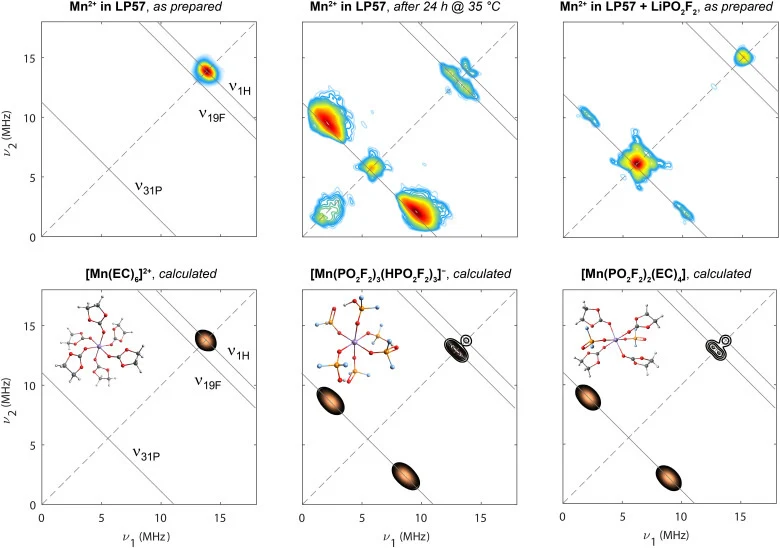 Mn²⁺ in LP57, as prepared
Mn²⁺ in LP57, after 24 h @ 35 °C
Mn²⁺ in LP57 + LiPO₂F₂, as prepared
15
10
5
0
ν₂ (MHz)
ν₁H
ν₁₉F
ν₃₁P
[Mn(EC)₆]²⁺, calculated
[Mn(PO₂F₂)₃(HPO₂F₂)₃]⁻, calculated
[Mn(PO₂F₂)₂(EC)₄], calculated
15
10
5
0
ν₂ (MHz)
ν₁H
ν₁₉F
ν₃₁P
0 5 10 15
0 5 10 15
0 5 10 15
ν₁ (MHz)
ν₁ (MHz)
ν₁ (MHz)